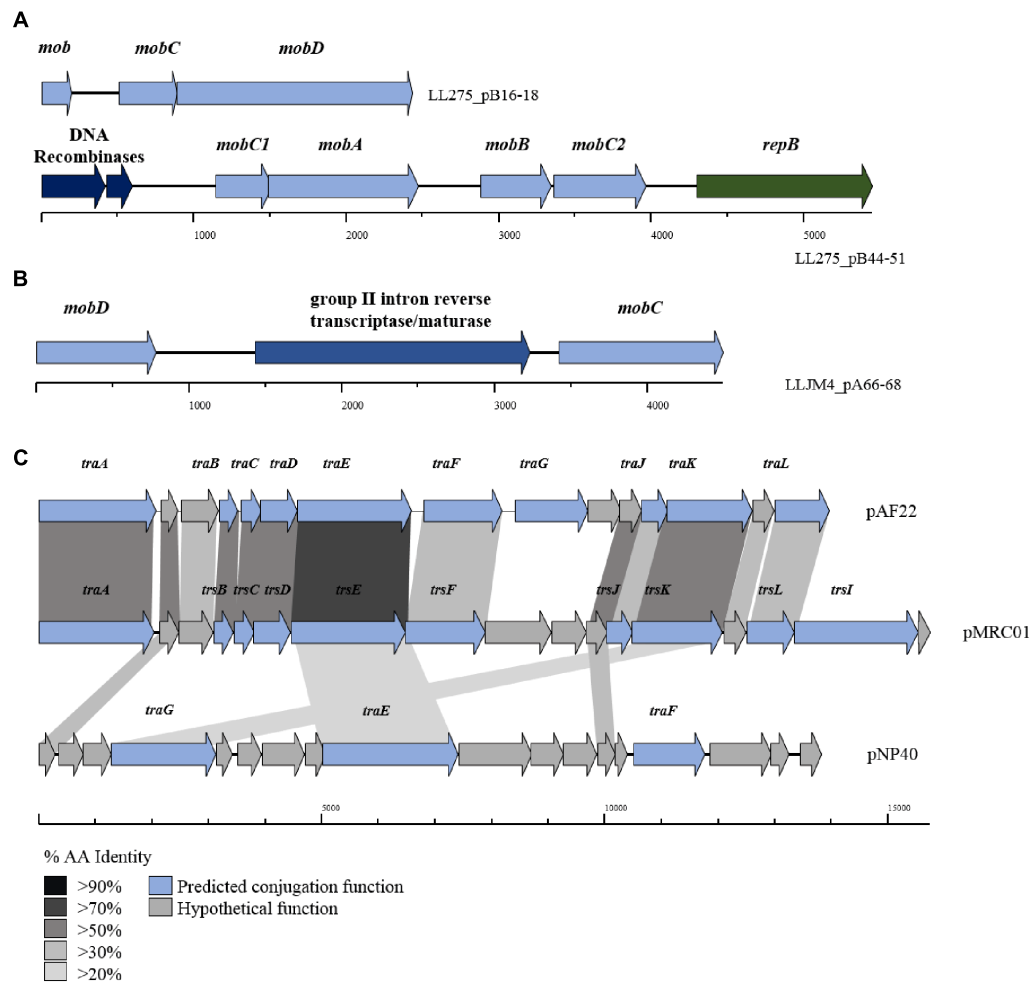 A
mob mobC mobD
LL275_pB16-18
DNA
Recombinases
mobC1 mobA mobB mobC2 repB
1000 2000 3000 4000 5000
LL275_pB44-51
B
mobD
group II intron reverse
transcriptase/maturase
mobC
1000 2000 3000 4000
LLJM4_pA66-68
C
traA traB traC traD traE traF traG traJ traK traL
pAF22
traA trsB trsC trsD trsE trsF trsJ trsK trsL trsI
pMRC01
traG traE traF
pNP40
5000 10000 15000
% AA Identity
>90% Predicted conjugation function
>70% Hypothetical function
>50%
>30%
>20%